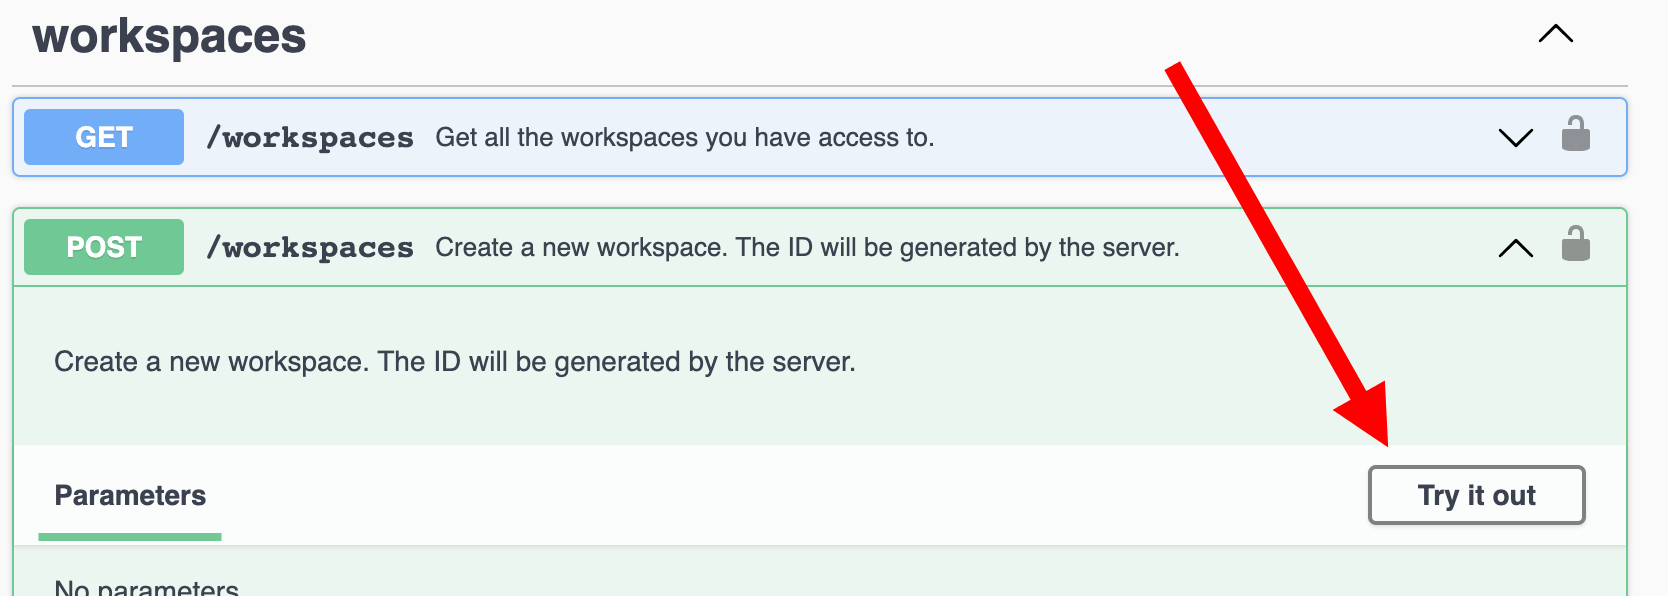 workspaces
GET /workspaces Get all the workspaces you have access to.
POST /workspaces Create a new workspace. The ID will be generated by the server.
Create a new workspace. The ID will be generated by the server.
Parameters Try it out
No parameters